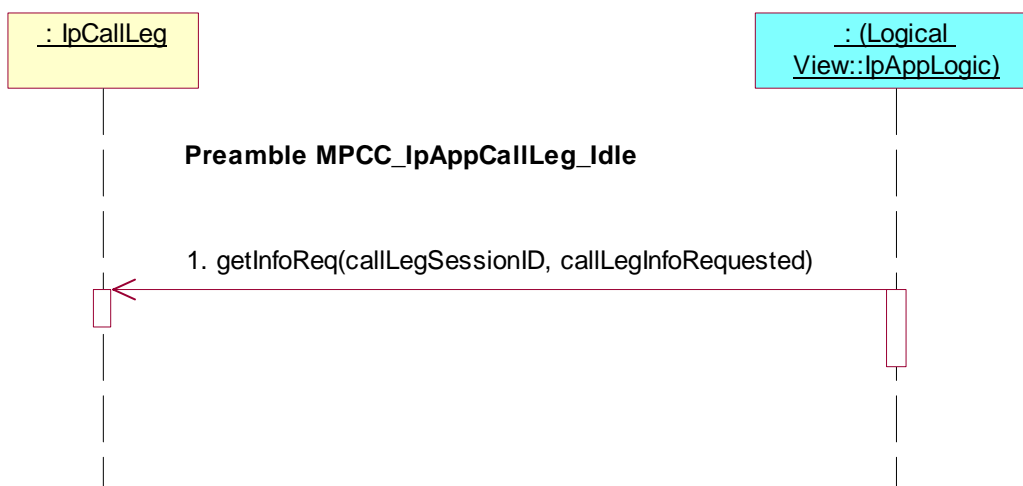 : IpCallLeg
: (Logical
View::IpAppLogic)
Preamble MPCC_IpAppCallLeg_Idle
1. getInfoReq(callLegSessionID, callLegInfoRequested)